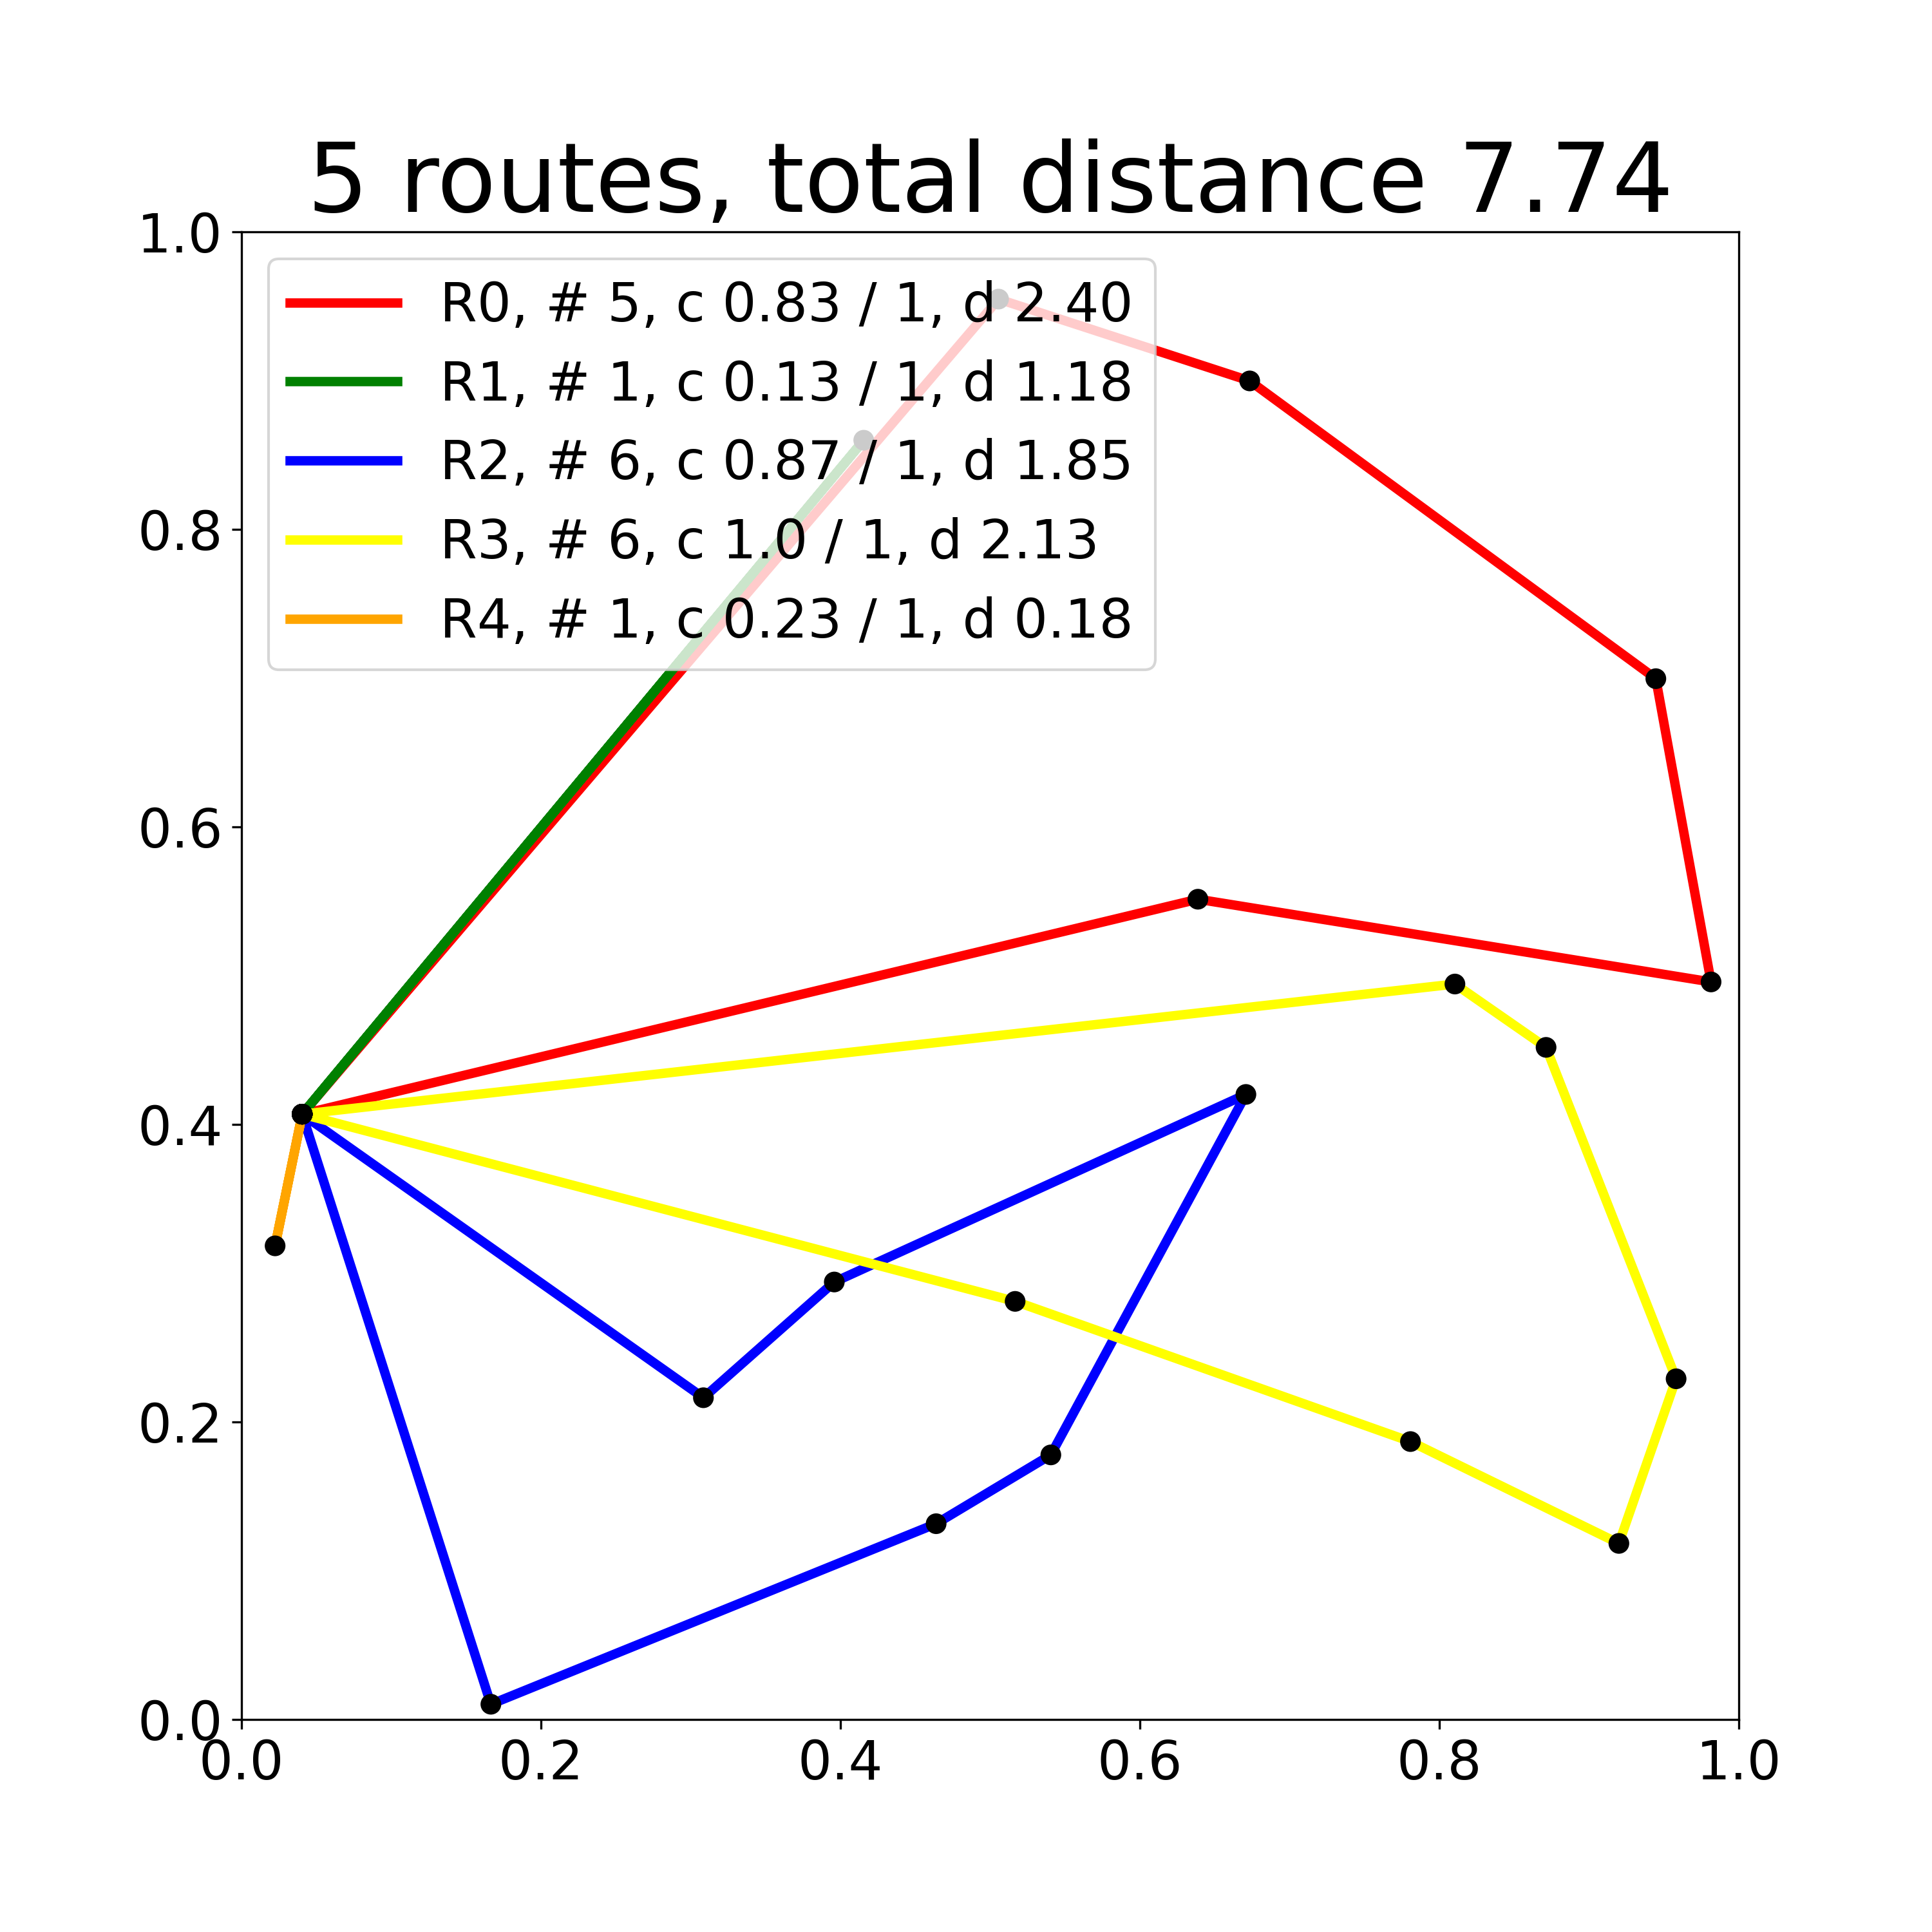 5 routes, total distance 7.74
1.0
0.8
0.6
0.4
0.2
0.0
R0, # 5, c 0.83 / 1, d 2.40
R1, # 1, c 0.13 / 1, d 1.18
R2, # 6, c 0.87 / 1, d 1.85
R3, # 6, c 1.0 / 1, d 2.13
R4, # 1, c 0.23 / 1, d 0.18
0.0 0.2 0.4 0.6 0.8 1.0